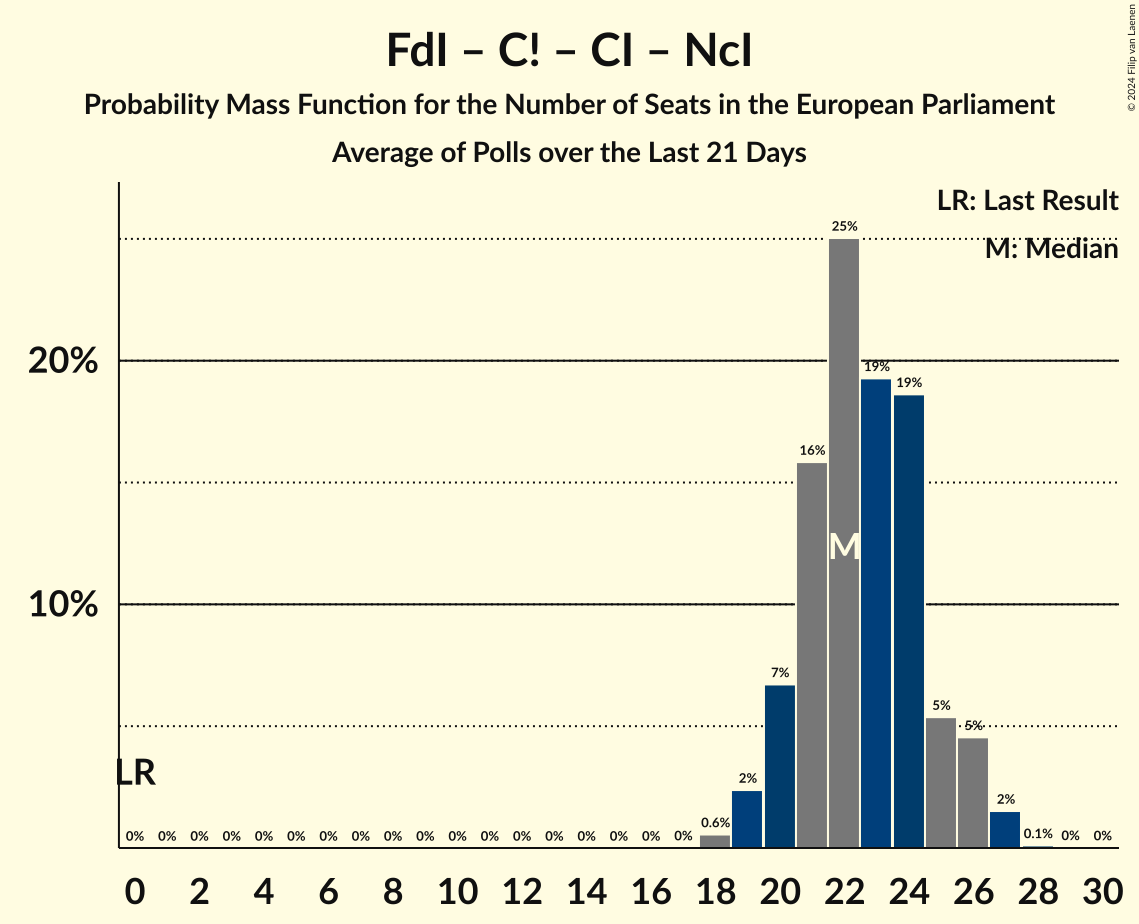 FdI – C! – CI – NcI
Probability Mass Function for the Number of Seats in the European Parliament
Average of Polls over the Last 21 Days
© 2024 Filip van Laenen
LR: Last Result
M: Median
25%
20%
19%
19%
16%
M
10%
7%
5%
5%
LR
2%
2%
0% 0% 0% 0% 0% 0% 0% 0% 0% 0% 0% 0% 0% 0% 0% 0% 0% 0% 0.6% 0.1% 0% 0%
0 2 4 6 8 10 12 14 16 18 20 22 24 26 28 30